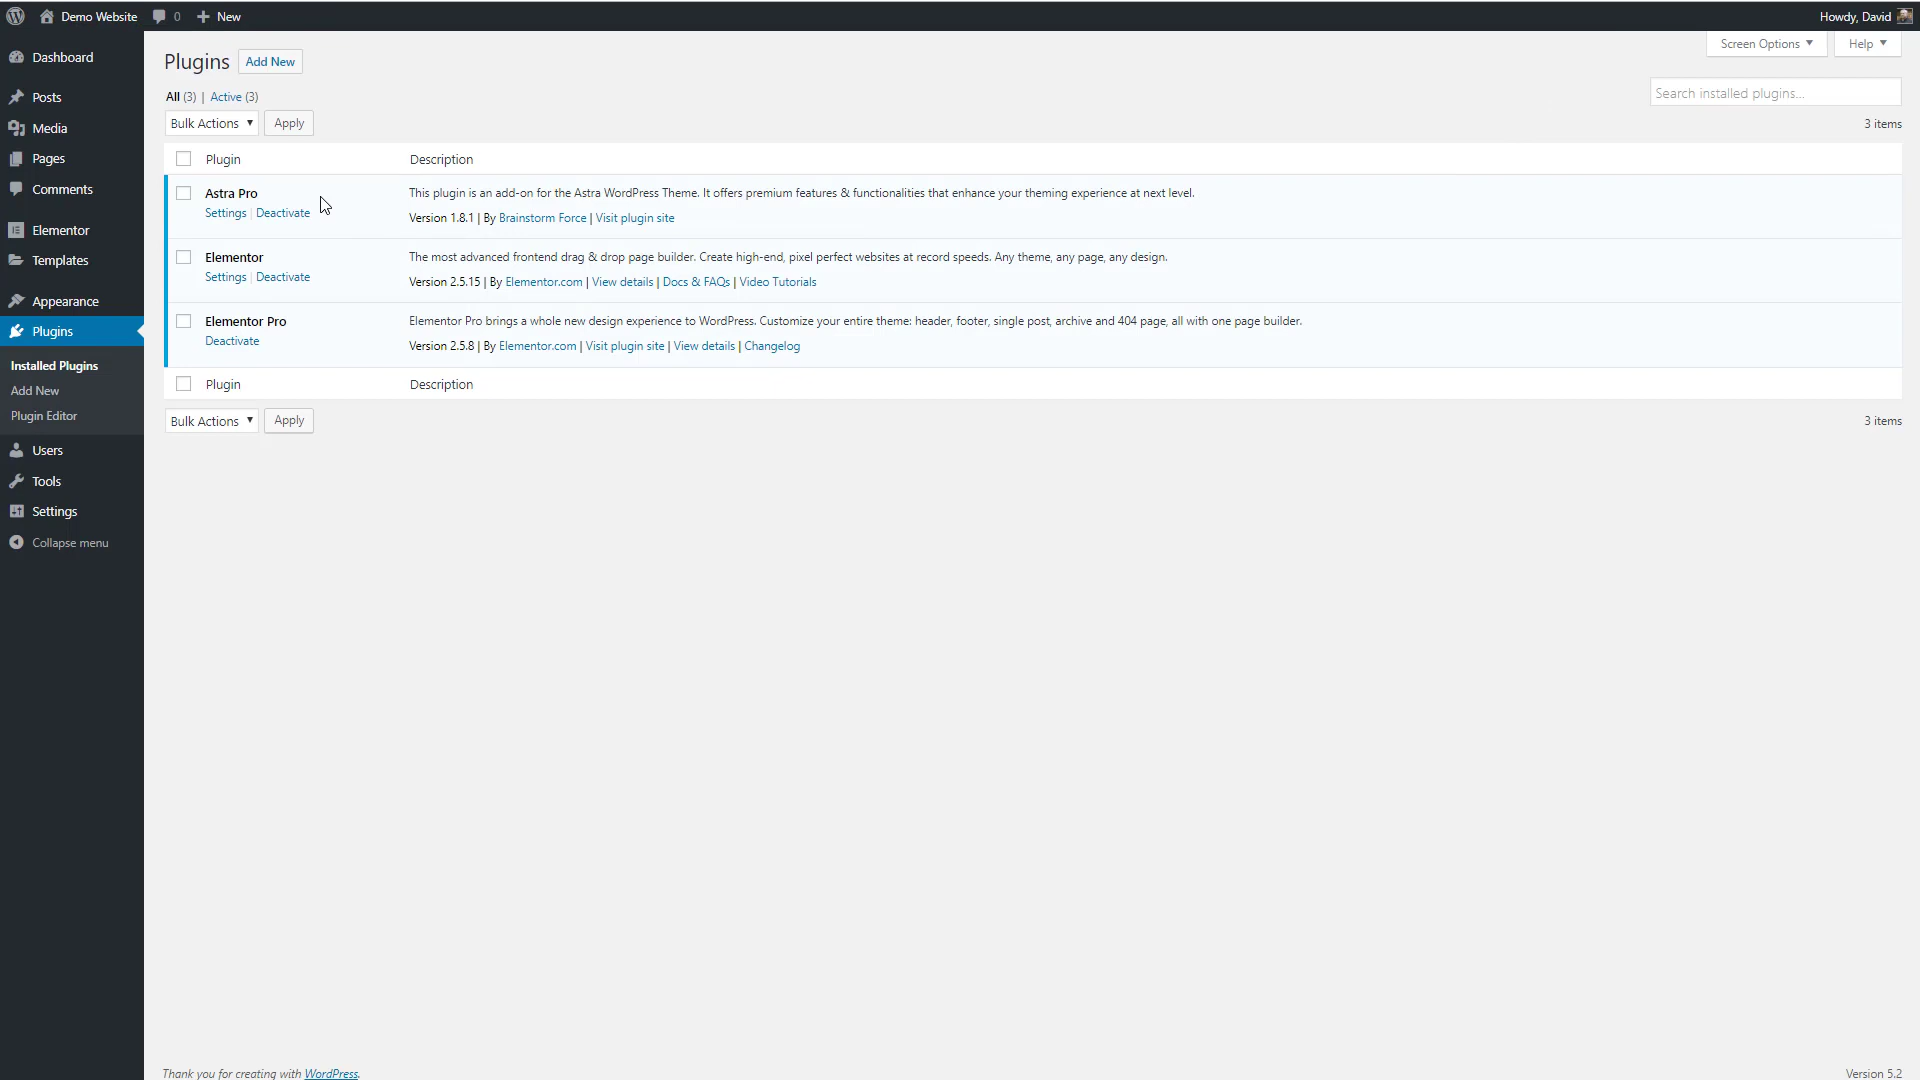 Demo Website
0
New
Howdy, David
Dashboard
Posts
Media
Pages
Comments
Elementor
Templates
Appearance
Plugins
Installed Plugins
Add New
Plugin Editor
Users
Tools
Settings
Collapse menu
Screen Options
Help
Plugins
Add New
All (3) | Active (3)
Search installed plugins...
Bulk Actions
Apply
3 items
Plugin
Description
Astra Pro
Settings | Deactivate
This plugin is an add-on for the Astra WordPress Theme. It offers premium features & functionalities that enhance your theming experience at next level.
Version 1.8.1 | By Brainstorm Force | Visit plugin site
Elementor
Settings | Deactivate
The most advanced frontend drag & drop page builder. Create high-end, pixel perfect websites at record speeds. Any theme, any page, any design.
Version 2.5.15 | By Elementor.com | View details | Docs & FAQs | Video Tutorials
Elementor Pro
Deactivate
Elementor Pro brings a whole new design experience to WordPress. Customize your entire theme: header, footer, single post, archive and 404 page, all with one page builder.
Version 2.5.8 | By Elementor.com | Visit plugin site | View details | Changelog
Plugin
Description
Bulk Actions
Apply
3 items
Thank you for creating with WordPress.
Version 5.2